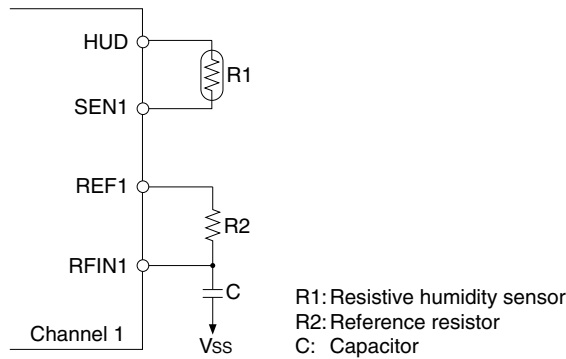 HUD
R1
SEN1
REF1
R2
RFIN1
C
Channel 1
VSS
R1: Resistive humidity sensor
R2: Reference resistor
C: Capacitor